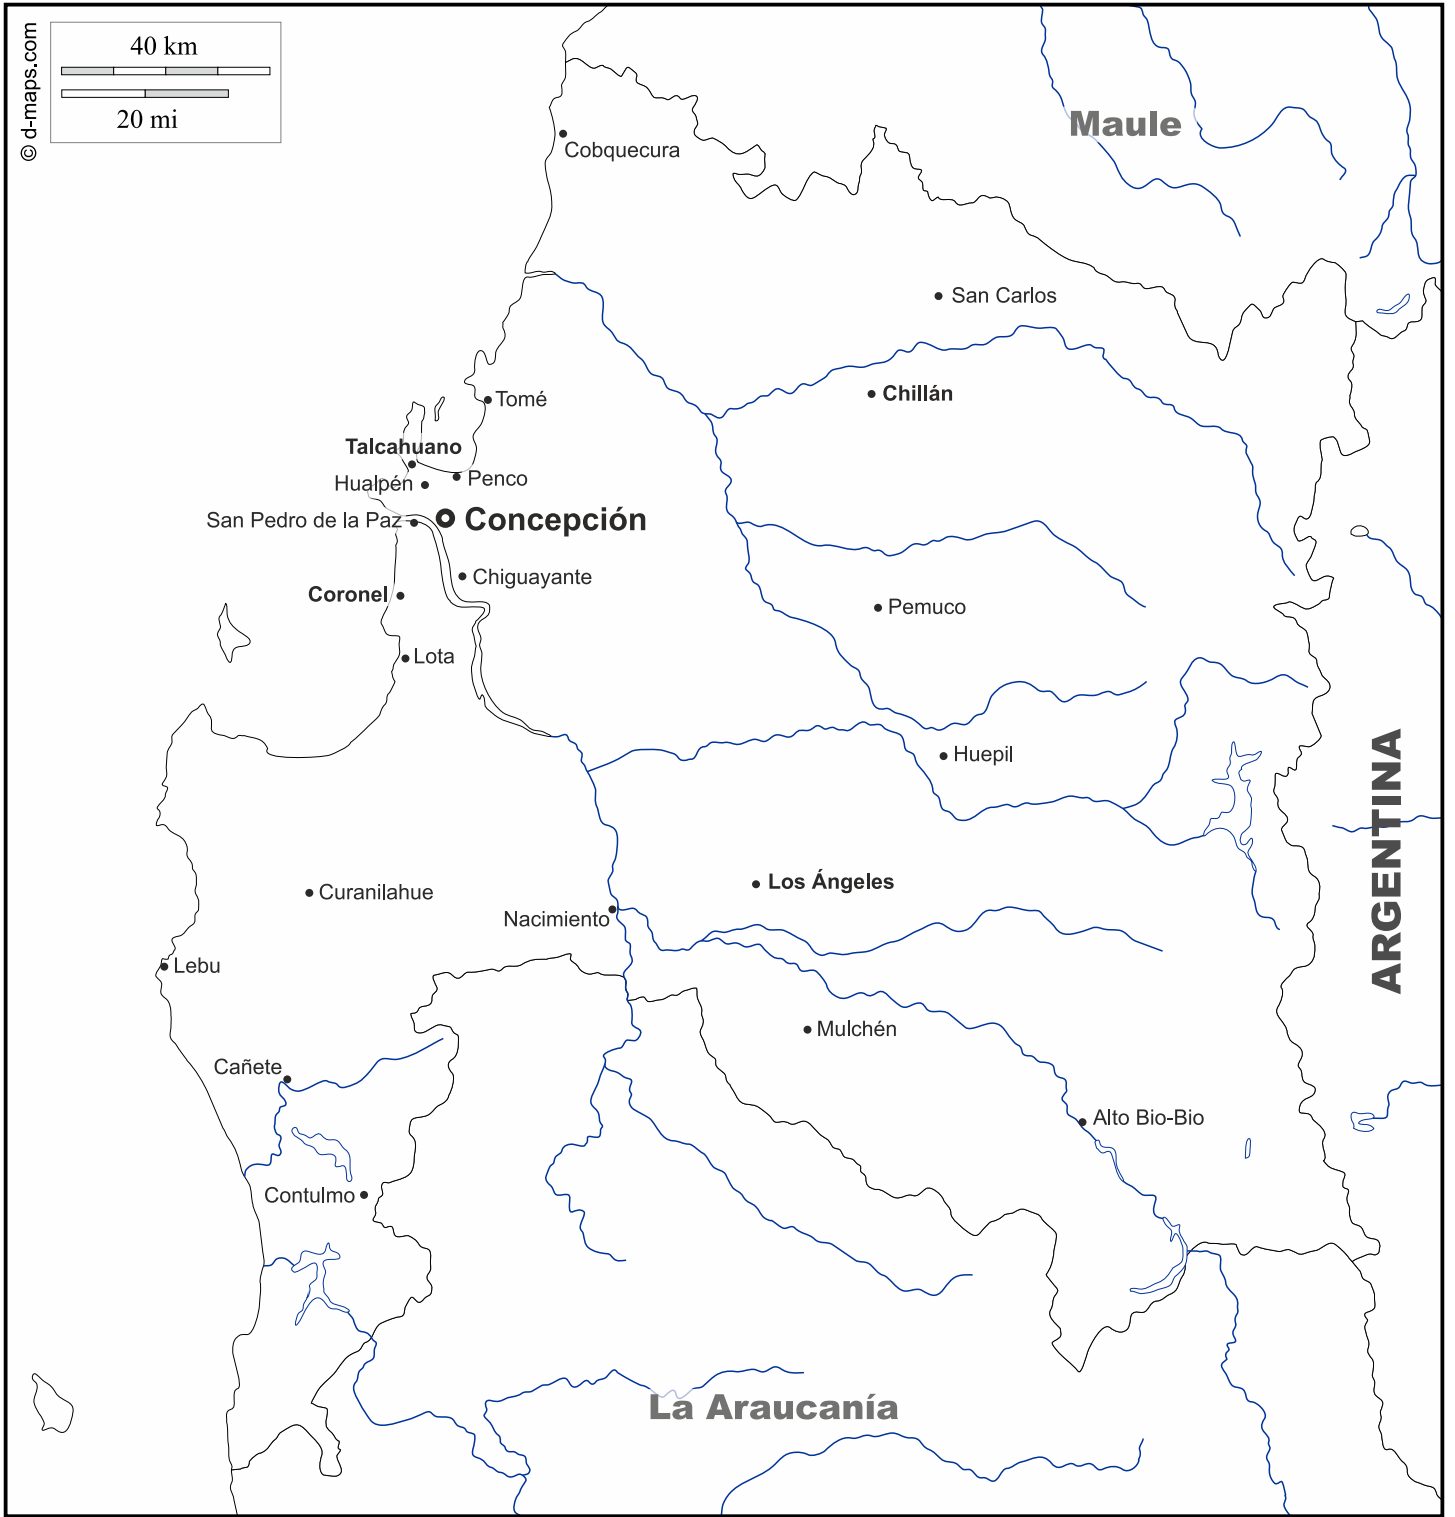 © d-maps.com
40 km
20 mi
Maule
Cobquecura
San Carlos
Chillán
Tomé
Talcahuano
Penco
Hualpén
San Pedro de la Paz
Concepción
Chiguayante
Coronel
Pemuco
Lota
Huepil
ARGENTINA
Los Ángeles
Curanilahue
Nacimiento
Lebu
Mulchén
Cañete
Alto Bio-Bio
Contulmo
La Araucanía